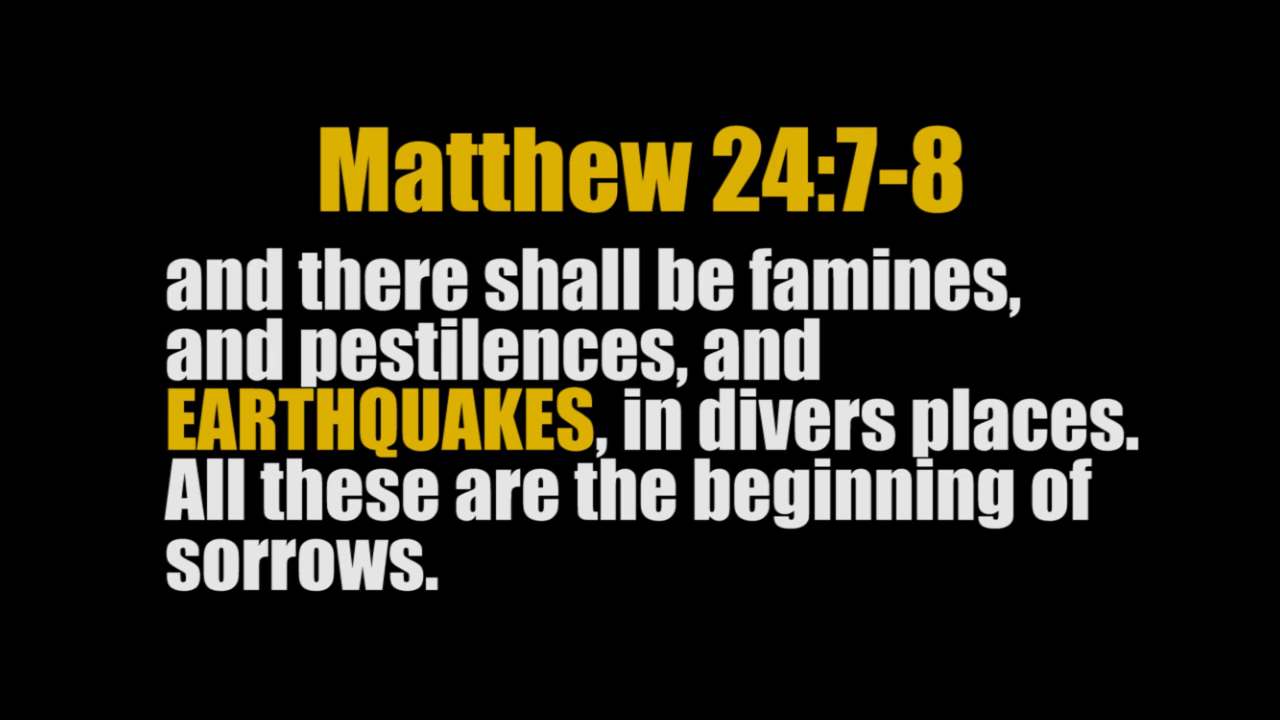 Matthew 24:7-8
and there shall be famines,
and pestilences, and
EARTHQUAKES, in divers places.
All these are the beginning of
sorrows.